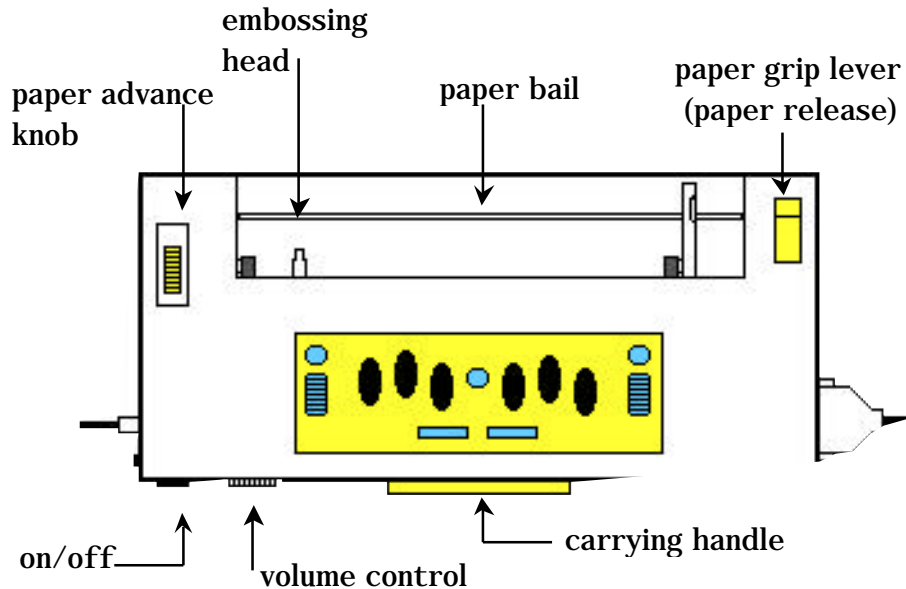 embossing
head
paper advance
knob
paper bail
paper grip lever
(paper release)
on/off
volume control
carrying handle